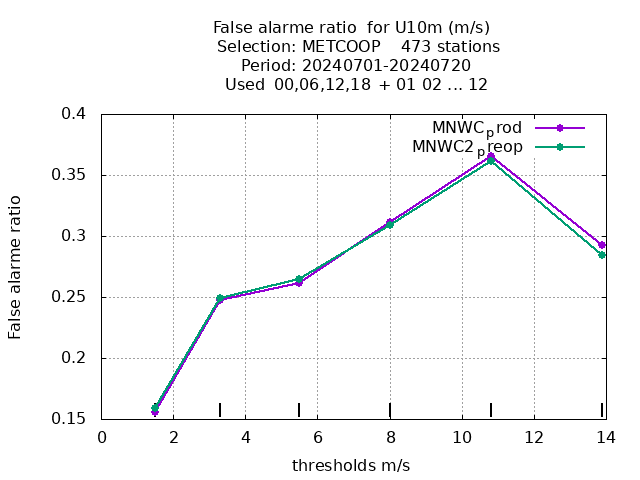 False alarme ratio  for U10m (m/s)
Selection: METCOOP    473 stations
Period: 20240701-20240720
Used  00,06,12,18  + 01 02 ... 12
MNWC_prod
MNWC2_preop
0.4
0.35
0.3
0.25
0.2
0.15
False alarme ratio
0 2 4 6 8 10 12 14
thresholds m/s